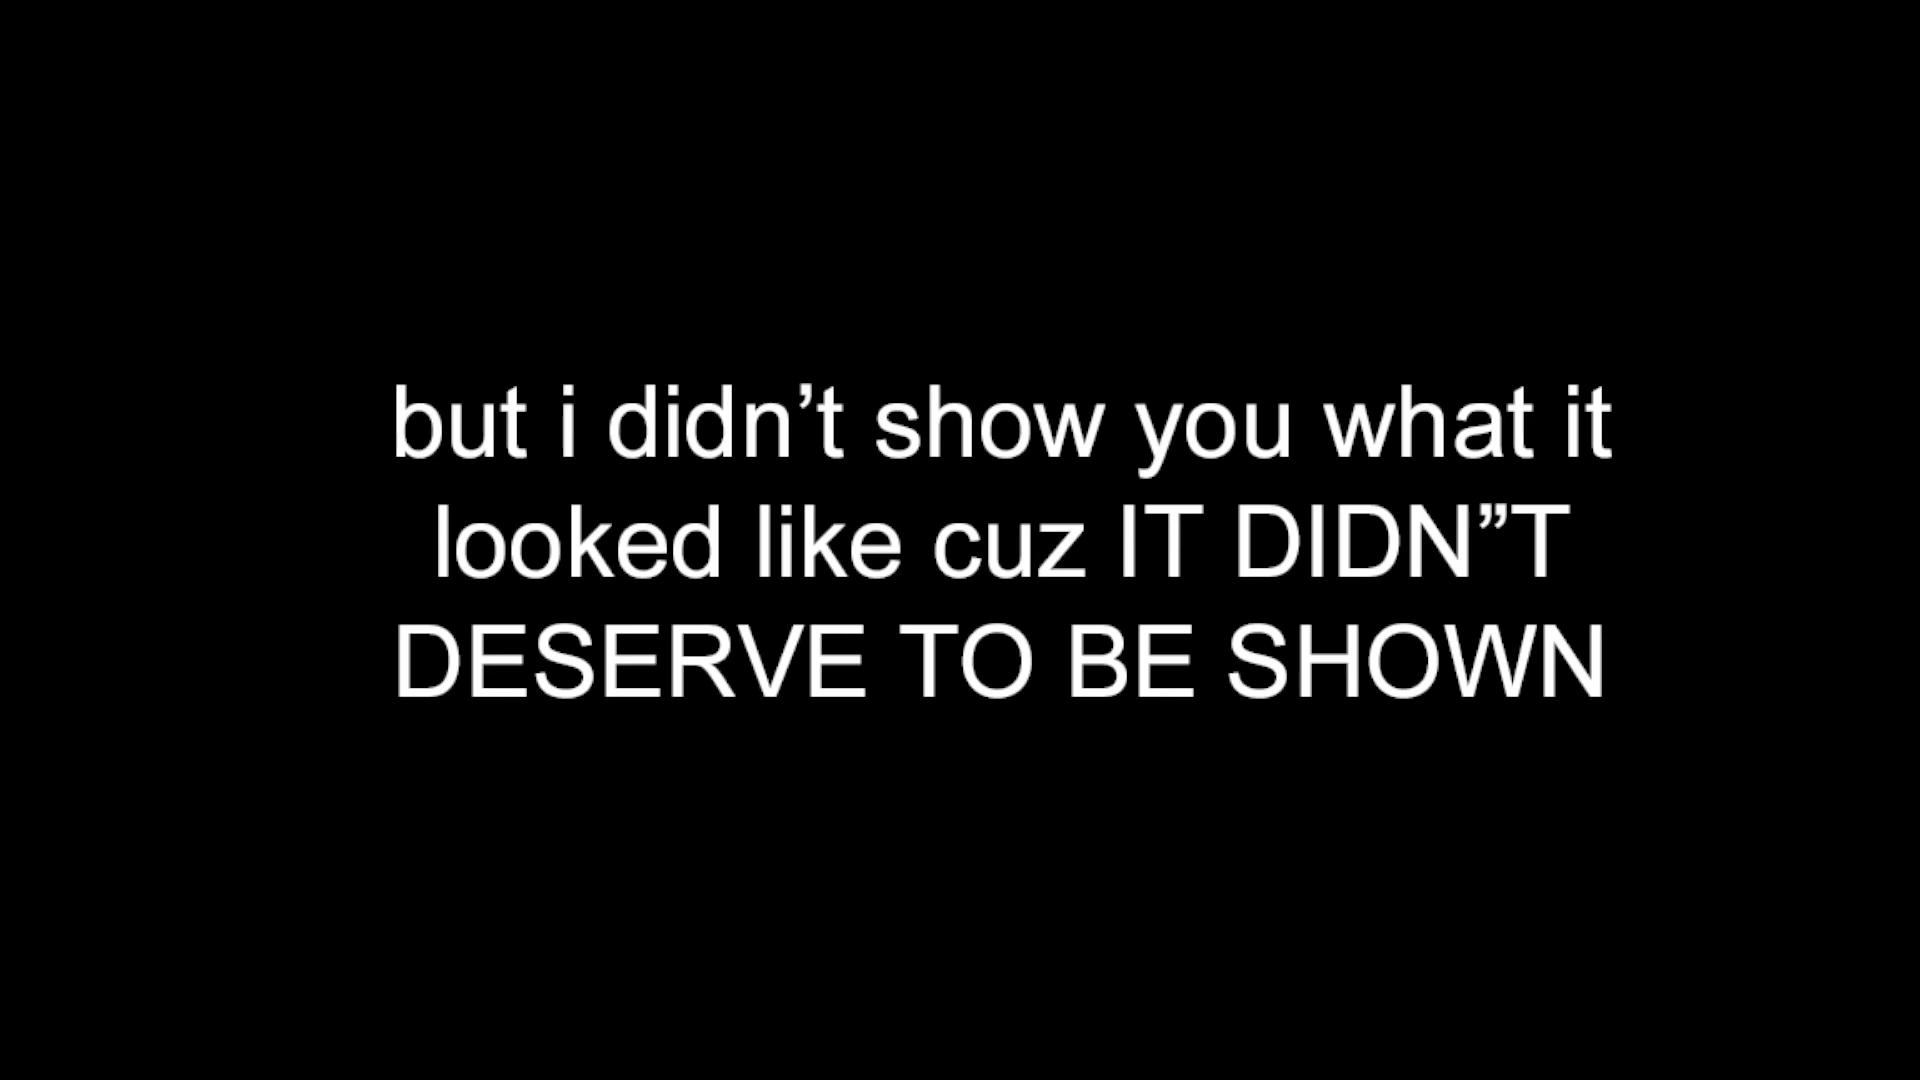 but i didn’t show you what it
looked like cuz IT DIDN”T
DESERVE TO BE SHOWN